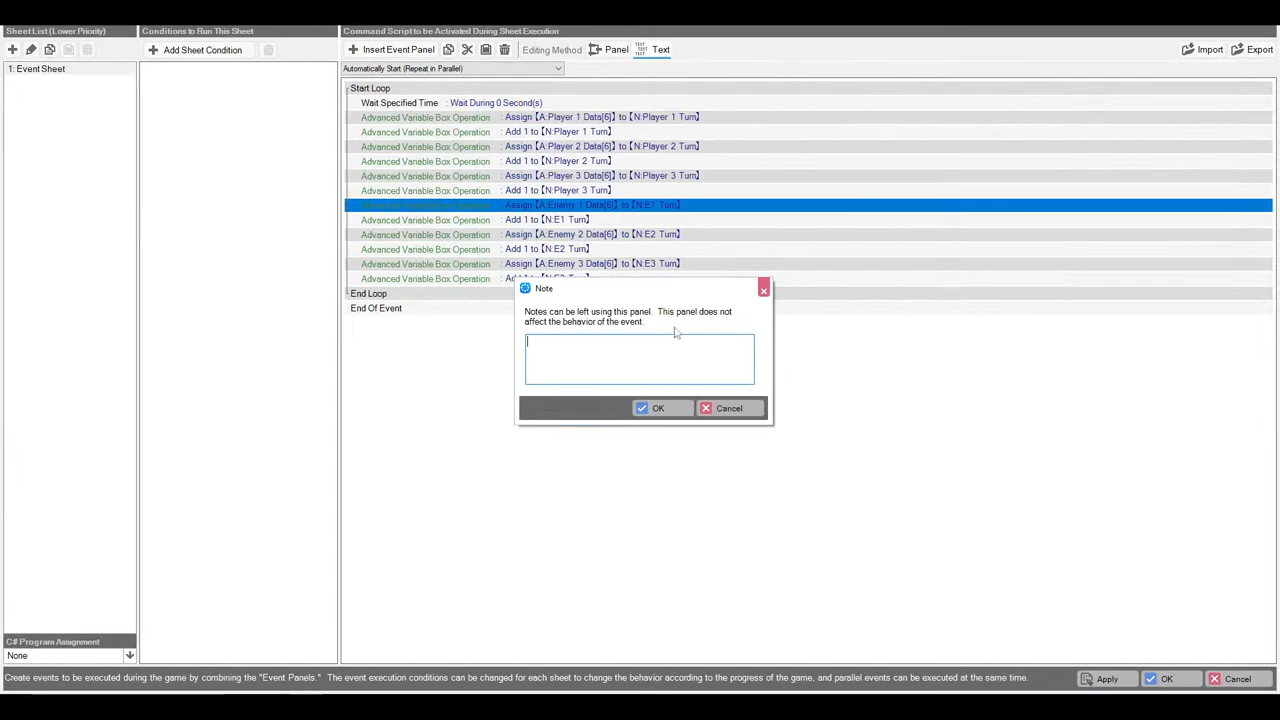 Sheet List (Lower Priority)
Conditions to Run This Sheet
Command Script to be Activated During Sheet Execution
Add Sheet Condition
Insert Event Panel
Editing Method
Panel
Text
Import
Export
1: Event Sheet
Automatically Start (Repeat in Parallel)
Start Loop
Wait Specified Time : Wait During 0 Second(s)
Advanced Variable Box Operation : Assign【A:Player 1 Data[6]】to【N:Player 1 Turn】
Advanced Variable Box Operation : Add 1 to【N:Player 1 Turn】
Advanced Variable Box Operation : Assign【A:Player 2 Data[6]】to【N:Player 2 Turn】
Advanced Variable Box Operation : Add 1 to【N:Player 2 Turn】
Advanced Variable Box Operation : Assign【A:Player 3 Data[6]】to【N:Player 3 Turn】
Advanced Variable Box Operation : Add 1 to【N:Player 3 Turn】
Advanced Variable Box Operation : Assign【A:Enemy 1 Data[6]】to【N:E1 Turn】
Advanced Variable Box Operation : Add 1 to【N:E1 Turn】
Advanced Variable Box Operation : Assign【A:Enemy 2 Data[6]】to【N:E2 Turn】
Advanced Variable Box Operation : Add 1 to【N:E2 Turn】
Advanced Variable Box Operation : Assign【A:Enemy 3 Data[6]】to【N:E3 Turn】
Advanced Variable Box Operation :
End Loop
End Of Event
Note
Notes can be left using this panel. This panel does not
affect the behavior of the event.
OK
Cancel
C# Program Assignment
None
Create events to be executed during the game by combining the "Event Panels." The event execution conditions can be changed for each sheet to change the behavior according to the progress of the game, and parallel events can be executed at the same time.
Apply
OK
Cancel